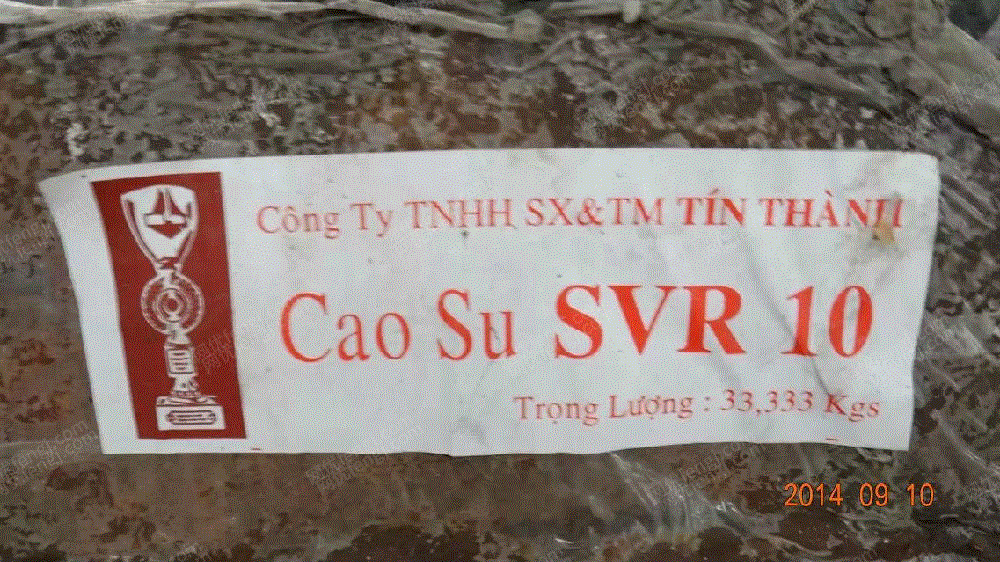 Công Ty TNHH SX&TM TÍN THÀNH
Cao Su SVR 10
Trọng Lượng : 33,333 Kgs
2014 09 10